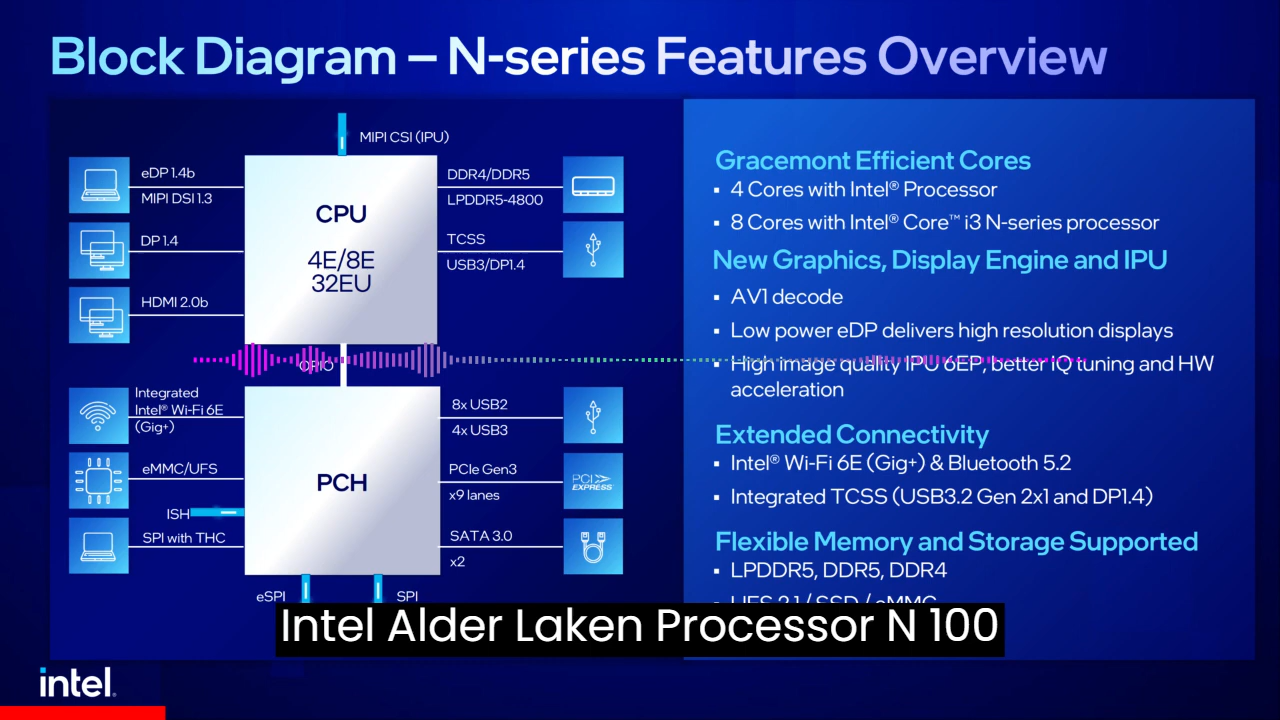 Block Diagram – N-series Features Overview
MIPI CSI (IPU)
eDP 1.4b
MIPI DSI 1.3
DP 1.4
HDMI 2.0b
CPU
4E/8E
32EU
DDR4/DDR5
LPDDR5-4800
TCSS
USB3/DP1.4
Integrated
Intel® Wi-Fi 6E
(Gig+)
eMMC/UFS
ISH
SPI with THC
PCH
8x USB2
4x USB3
PCIe Gen3
x9 lanes
PCI
EXPRESS
SATA 3.0
x2
eSPI
SPI
Gracemont Efficient Cores
▪ 4 Cores with Intel® Processor
▪ 8 Cores with Intel® Core™ i3 N-series processor
New Graphics, Display Engine and IPU
▪ AV1 decode
▪ Low power eDP delivers high resolution displays
▪ High image quality IPU 6EP, better IQ tuning and HW
acceleration
Extended Connectivity
▪ Intel® Wi-Fi 6E (Gig+) & Bluetooth 5.2
▪ Integrated TCSS (USB3.2 Gen 2x1 and DP1.4)
Flexible Memory and Storage Supported
▪ LPDDR5, DDR5, DDR4
▪ UFS 2.1 / SSD / eMMC
Intel Alder Laken Processor N 100
intel.